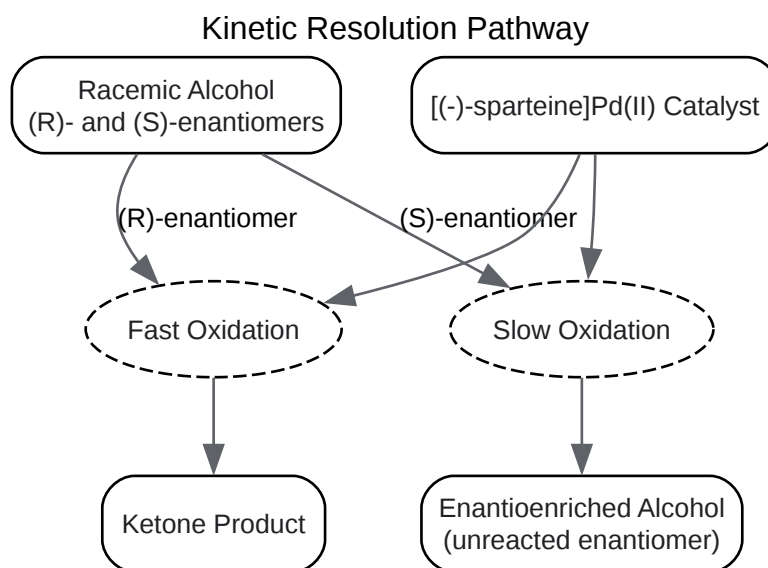 Kinetic Resolution Pathway
Racemic Alcohol
(R)- and (S)-enantiomers
[(-)-sparteine]Pd(II) Catalyst
(R)-enantiomer
(S)-enantiomer
Fast Oxidation
Slow Oxidation
Ketone Product
Enantioenriched Alcohol
(unreacted enantiomer)